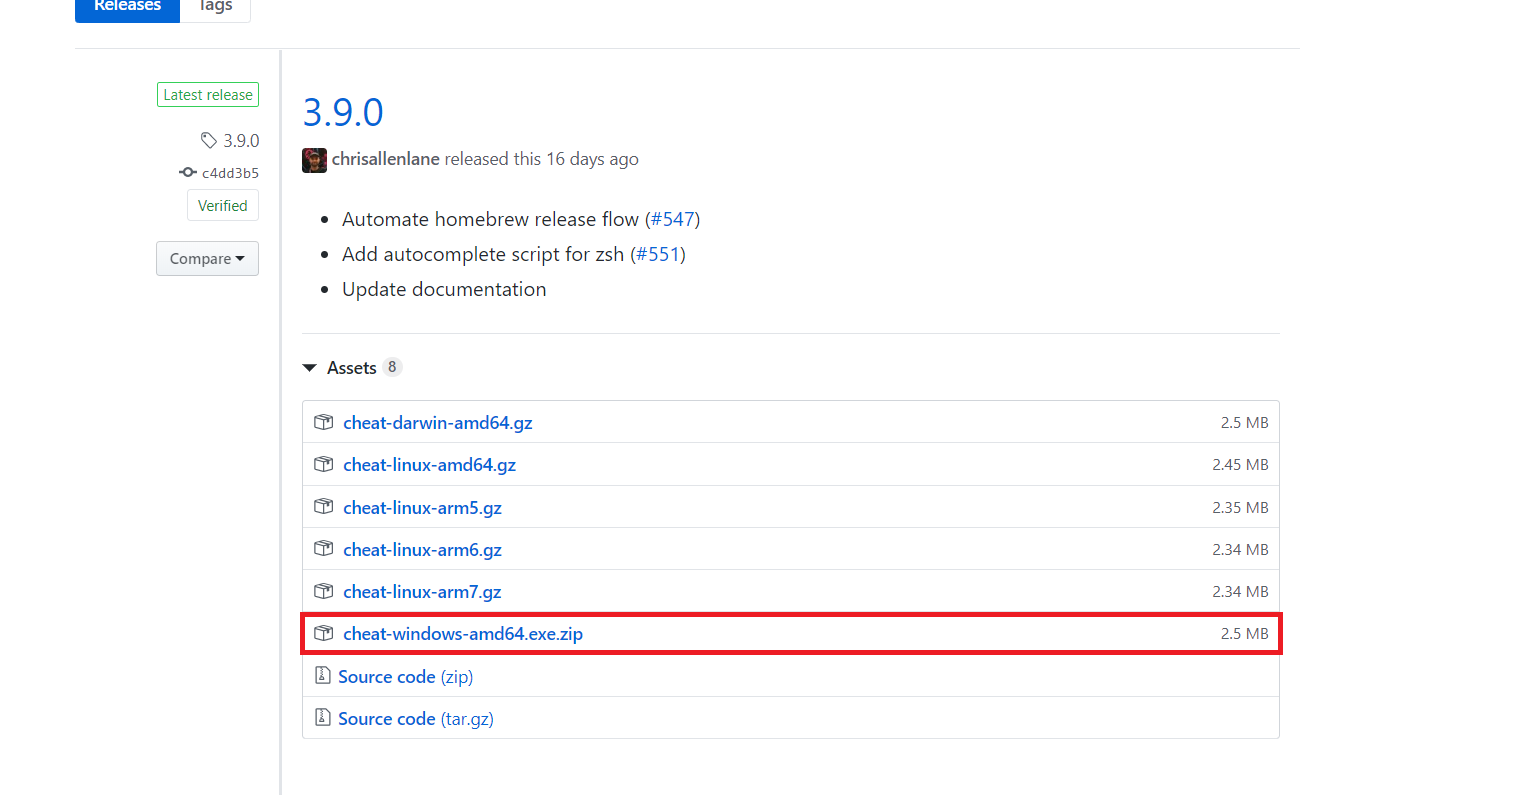 Releases Tags
Latest release
3.9.0
c4dd3b5
Verified
Compare
3.9.0
chrisallenlane released this 16 days ago
Automate homebrew release flow (#547)
Add autocomplete script for zsh (#551)
Update documentation
Assets 8
cheat-darwin-amd64.gz 2.5 MB
cheat-linux-amd64.gz 2.45 MB
cheat-linux-arm5.gz 2.35 MB
cheat-linux-arm6.gz 2.34 MB
cheat-linux-arm7.gz 2.34 MB
cheat-windows-amd64.exe.zip 2.5 MB
Source code (zip)
Source code (tar.gz)